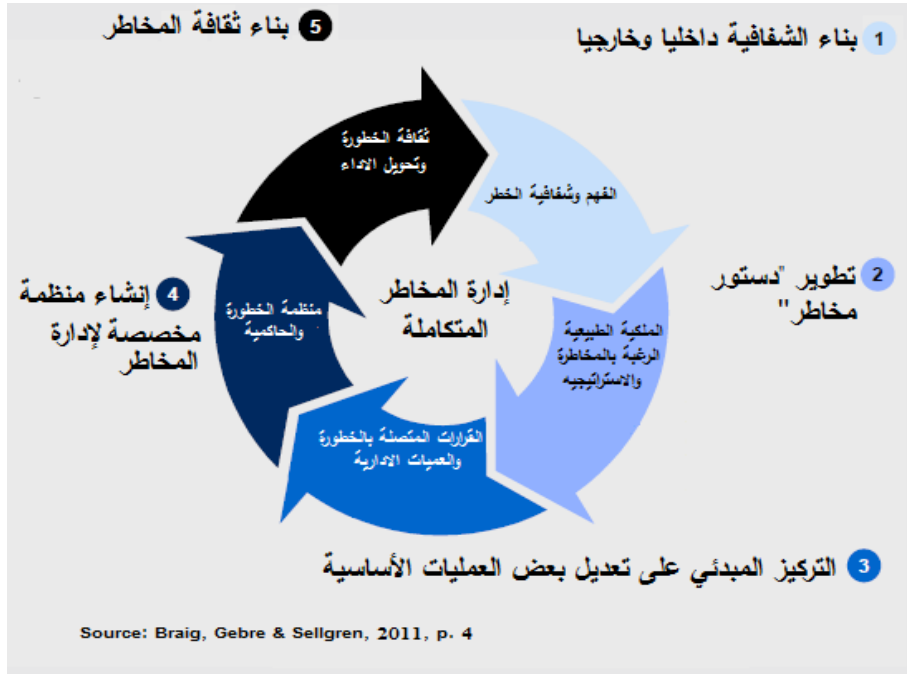 5 بناء ثقافة المخاطر
1 بناء الشفافية داخليا وخارجيا
ثقافة الخطورة
وتحويل الاداء
الفهم وشفافية الخطر
2 تطوير "دستور
مخاطر"
الملكية الطبيعية
الرغبة بالمخاطرة
والاستراتيجيه
إدارة المخاطر
المتكاملة
4 إنشاء منظمة
مخصصة لإدارة
المخاطر
منظمة الخطورة
والحاكمية
القرارات المتصلة بالخطورة
والعميات الادارية
3 التركيز المبدئي على تعديل بعض العمليات الأساسية
Source: Braig, Gebre & Sellgren, 2011, p. 4